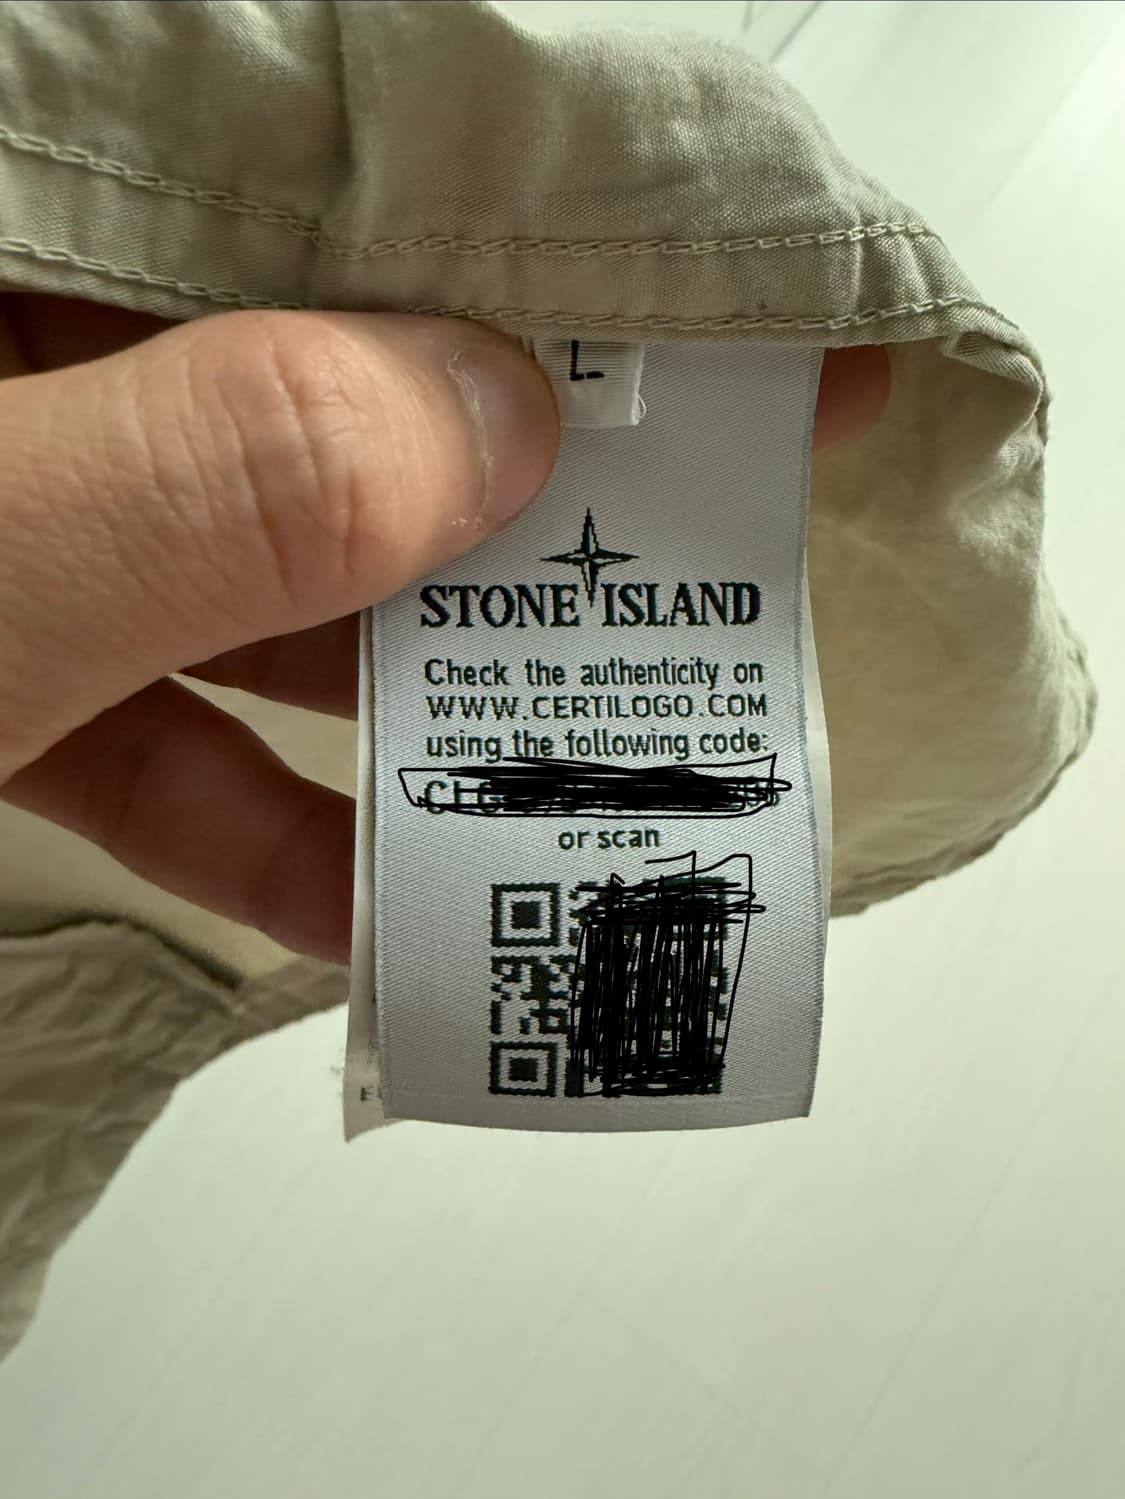 L
STONE ISLAND
Check the authenticity on
WWW.CERTILOGO.COM
using the following code:
or scan